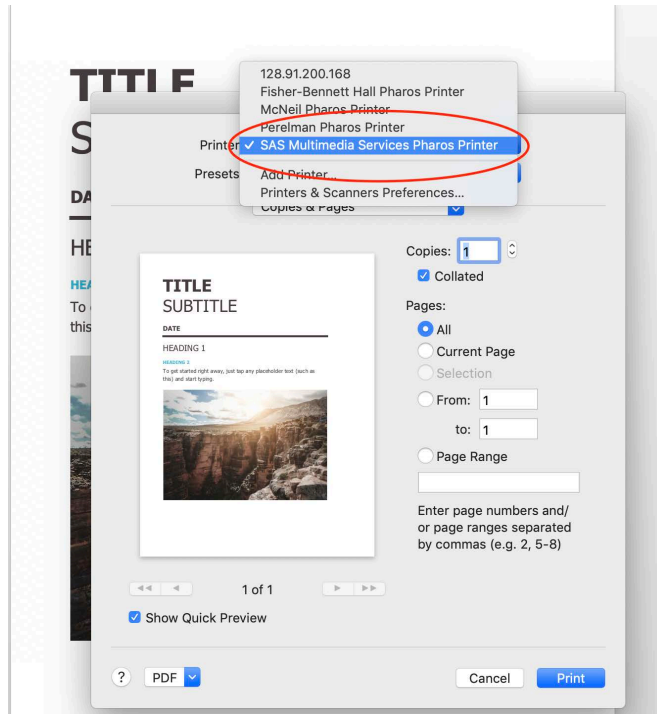 TITLE
S
DA
HE
HEA
To
this
128.91.200.168
Fisher-Bennett Hall Pharos Printer
McNeil Pharos Printer
Perelman Pharos Printer
Printer ✓ SAS Multimedia Services Pharos Printer
Presets Add Printer...
Printers & Scanners Preferences...
Copies & Pages
Copies: 1
Collated
Pages:
All
Current Page
Selection
From: 1
to: 1
Page Range
Enter page numbers and/
or page ranges separated
by commas (e.g. 2, 5-8)
TITLE
SUBTITLE
DATE
HEADING 1
HEADING 2
To get started right away, just tap any placeholder text (such as
this) and start typing.
1 of 1
Show Quick Preview
? PDF
Cancel Print